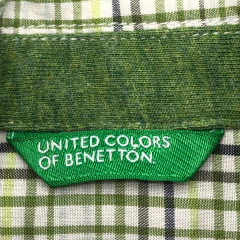 UNITED COLORS
OF BENETTON.